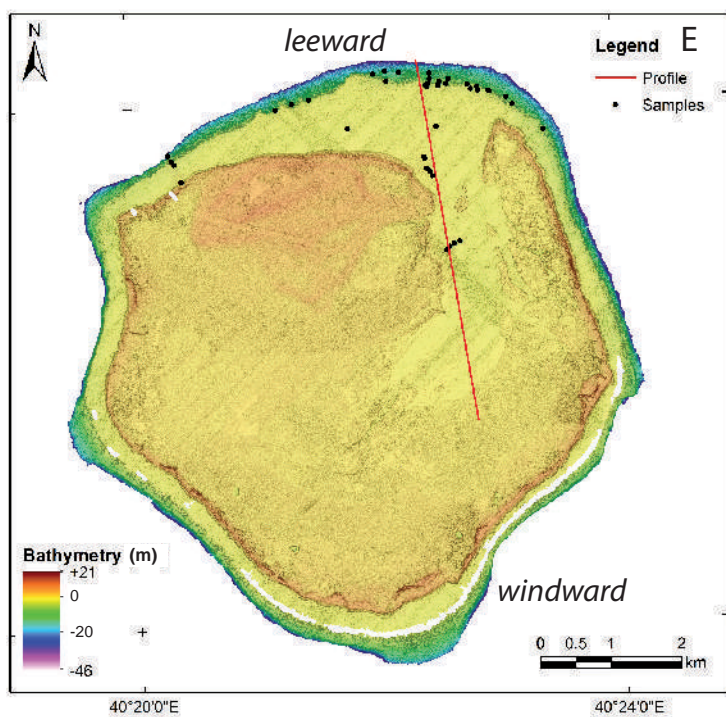 leeward
Legend
E
Profile
Samples
N
Bathymetry (m)
+21
0
-20
-46
windward
0 0.5 1 2
km
40°20'0"E
40°24'0"E